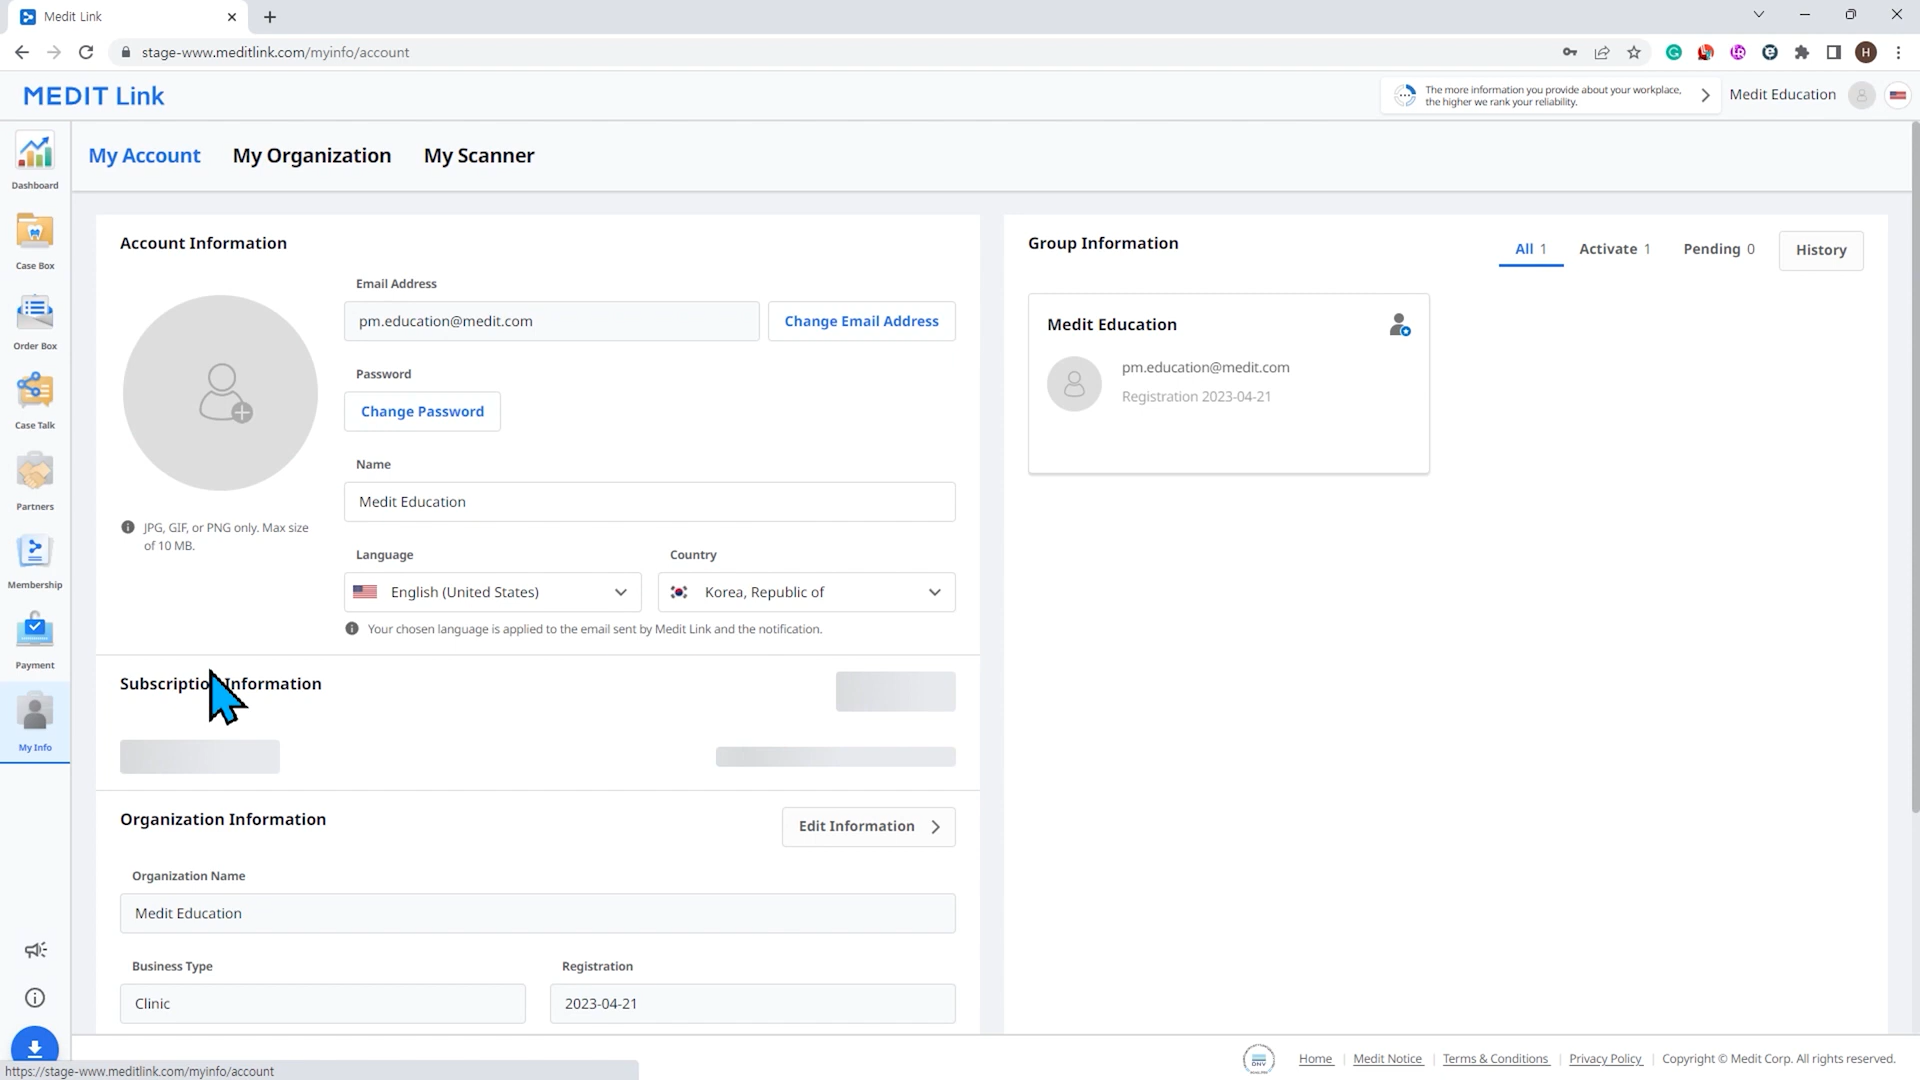 Medit Link
stage-www.meditlink.com/myinfo/account
H
MEDIT Link
The more information you provide about your workplace,
the higher we rank your reliability.
Medit Education
Dashboard
Case Box
Order Box
Case Talk
Partners
Membership
Payment
My Info
My Account
My Organization
My Scanner
Account Information
Email Address
pm.education@medit.com
Change Email Address
Password
Change Password
Name
Medit Education
JPG, GIF, or PNG only. Max size
of 10 MB.
Language
Country
English (United States)
Korea, Republic of
Your chosen language is applied to the email sent by Medit Link and the notification.
Subscription Information
Organization Information
Edit Information
Organization Name
Medit Education
Business Type
Registration
Clinic
2023-04-21
Group Information
All 1
Activate 1
Pending 0
History
Medit Education
pm.education@medit.com
Registration 2023-04-21
https://stage-www.meditlink.com/myinfo/account
DNV
Home
Medit Notice
Terms & Conditions
Privacy Policy
Copyright © Medit Corp. All rights reserved.